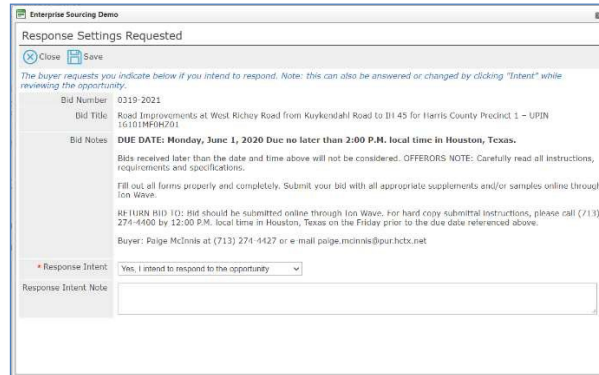 Enterprise Sourcing Demo
Response Settings Requested
Close Save
The buyer requests you indicate below if you intend to respond. Note: this can also be answered or changed by clicking "Intent" while
reviewing the opportunity.
Bid Number 0319-2021
Bid Title Road Improvements at West Richey Road from Kuykendahl Road to IH 45 for Harris County Precinct 1 – UPIN
16101MF0HZ01
Bid Notes DUE DATE: Monday, June 1, 2020 Due no later than 2:00 P.M. local time in Houston, Texas.
Bids received later than the date and time above will not be considered. OFFERORS NOTE: Carefully read all instructions,
requirements and specifications.
Fill out all forms properly and completely. Submit your bid with all appropriate supplements and/or samples online through
Ion Wave.
RETURN BID TO: Bid should be submitted online through Ion Wave. For hard copy submittal instructions, please call (713)
274-4400 by 12:00 P.M. local time in Houston, Texas on the Friday prior to the due date referenced above.
Buyer: Paige McInnis at (713) 274-4427 or e-mail paige.mcinnis@pur.hctx.net
* Response Intent Yes, I intend to respond to the opportunity
Response Intent Note